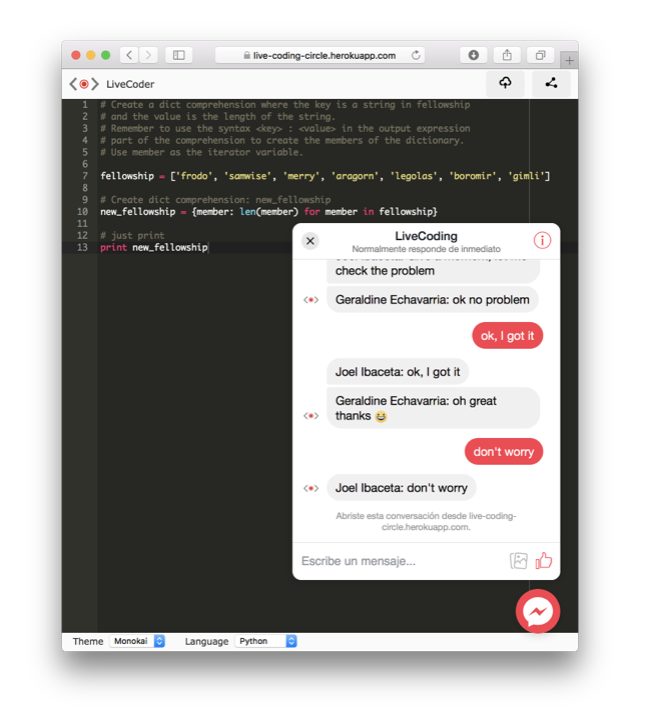 live-coding-circle.herokuapp.com
LiveCoder
1 # Create a dict comprehension where the key is a string in fellowship
2 # and the value is the length of the string.
3 # Remember to use the syntax <key> : <value> in the output expression
4 # part of the comprehension to create the members of the dictionary.
5 # Use member as the iterator variable.
6
7 fellowship = ['frodo', 'samwise', 'merry', 'aragorn', 'legolas', 'boromir', 'gimli']
8
9 # Create dict comprehension: new_fellowship
10 new_fellowship = {member: len(member) for member in fellowship}
11
12 # just print
13 print new_fellowship
LiveCoding
Normalmente responde de inmediato
check the problem
Geraldine Echavarria: ok no problem
ok, I got it
Joel Ibaceta: ok, I got it
Geraldine Echavarria: oh great
thanks 😂
don't worry
Joel Ibaceta: don't worry
Abriste esta conversación desde live-coding-
circle.herokuapp.com.
Escribe un mensaje...
Theme Monokai Language Python